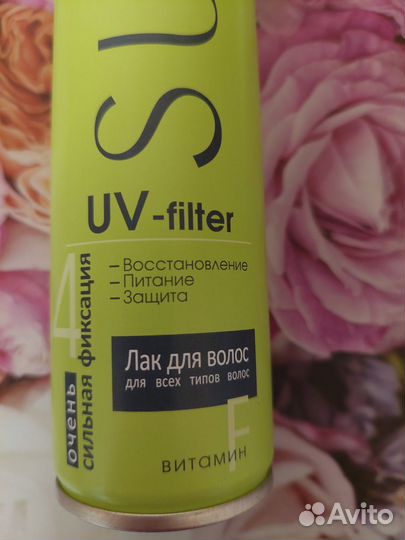 UV-filter
–Восстановление
–Питание
–Защита
4
очень
сильная фиксация
Лак для волос
для всех типов волос
F
витамин
Avito